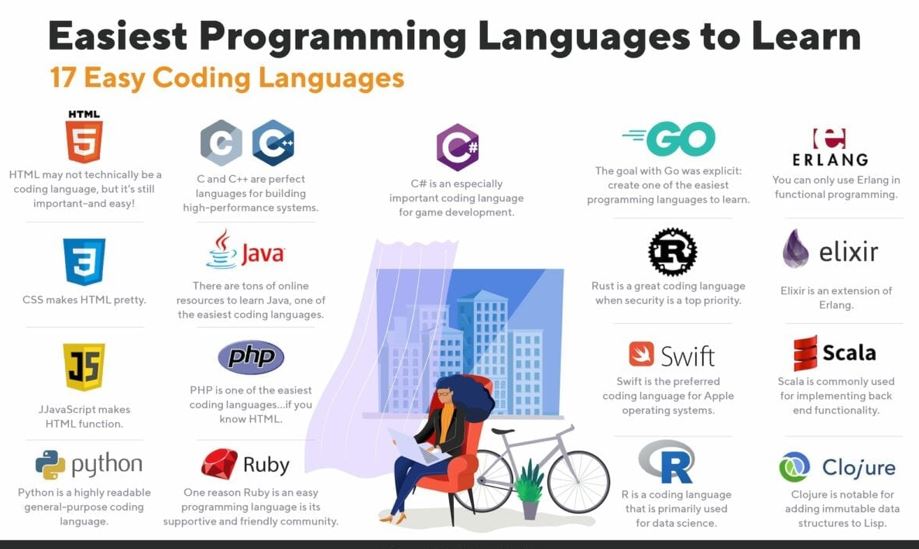 Easiest Programming Languages to Learn
17 Easy Coding Languages
HTML
5
HTML may not technically be a
coding language, but it's still
important–and easy!
3
CSS makes HTML pretty.
JS
JJavaScript makes
HTML function.
python
Python is a highly readable
general-purpose coding
language.
C C++
C and C++ are perfect
languages for building
high-performance systems.
Java
There are tons of online
resources to learn Java, one of
the easiest coding languages.
php
PHP is one of the easiest
coding languages...if you
know HTML.
Ruby
One reason Ruby is an easy
programming language is its
supportive and friendly community.
C#
C# is an especially
important coding language
for game development.
GO
The goal with Go was explicit:
create one of the easiest
programming languages to learn.
R
Rust is a great coding language
when security is a top priority.
Swift
Swift is the preferred
coding language for Apple
operating systems.
R
R is a coding language
that is primarily used
for data science.
e
ERLANG
You can only use Erlang in
functional programming.
elixir
Elixir is an extension of
Erlang.
Scala
Scala is commonly used
for implementing back
end functionality.
Clojure
Clojure is notable for
adding immutable data
structures to Lisp.